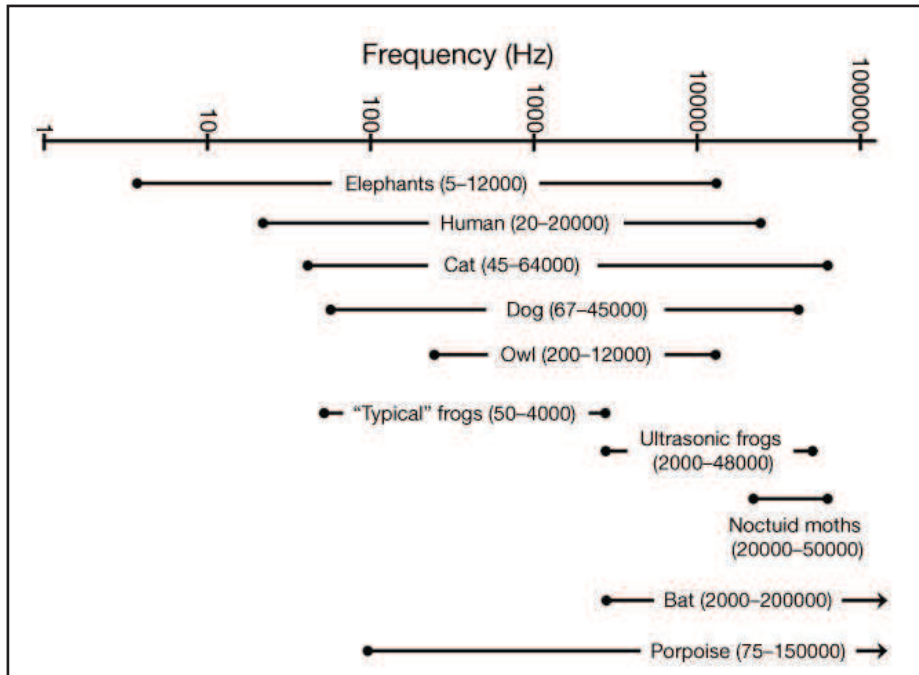 Frequency (Hz)
1
10
100
1000
10000
100000
Elephants (5–12000)
Human (20–20000)
Cat (45–64000)
Dog (67–45000)
Owl (200–12000)
“Typical” frogs (50–4000)
Ultrasonic frogs
(2000–48000)
Noctuid moths
(20000–50000)
Bat (2000–200000)
Porpoise (75–150000)